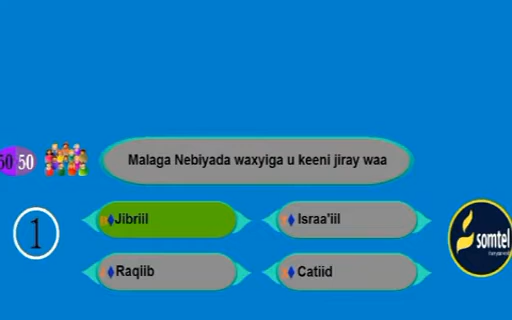 Malaga Nebiyada waxyiga u keeni jiray waa
50 50
1
Jibriil
Israa'iil
Raqiib
Catiid
somtel